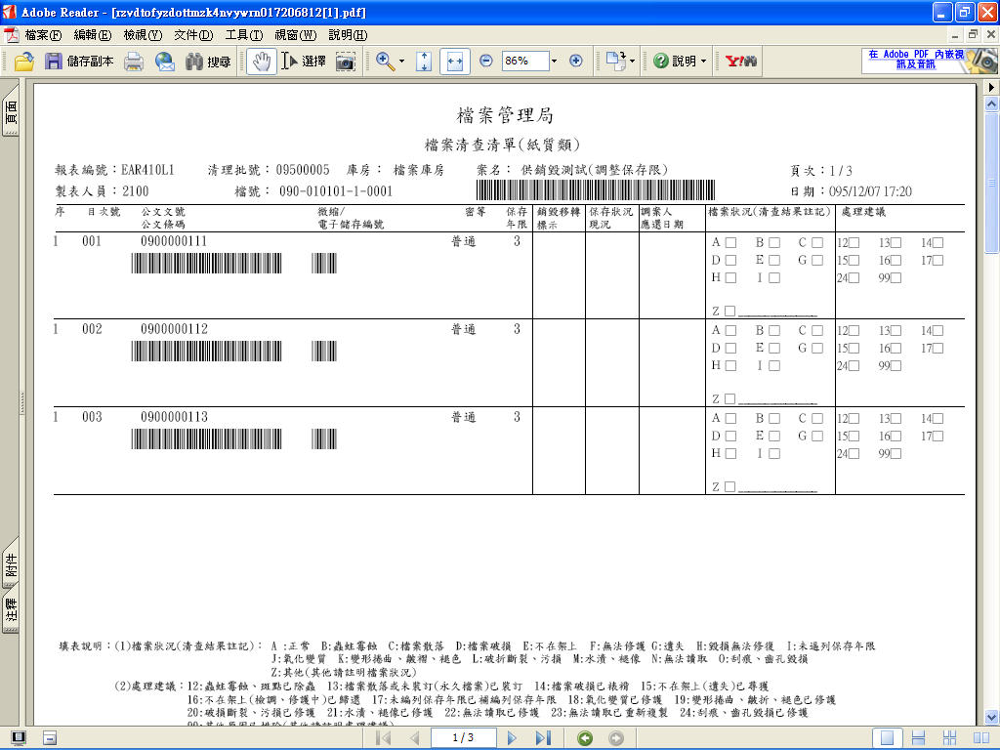 Adobe Reader - [rzvdtofyzdottmzk4nvywrn017206812[1].pdf]
檔案(F) 編輯(E) 檢視(V) 文件(D) 工具(T) 視窗(W) 說明(H)
儲存副本 搜尋 選擇 86% 說明 Y! 在 Adobe PDF 內嵌視訊及音訊
頁面
附件
注釋
檔案管理局
檔案清查清單(紙質類)
報表編號：EAR410L1 清理批號：09500005 庫房： 檔案庫房 案名： 供銷毀測試(調整保存限) 頁次：1/3
製表人員：2100 檔號： 090-010101-1-0001 日期：095/12/07 17:20
序 目次號 公文文號 微縮/ 密等 保存 銷毀移轉 保存狀況 調案人 檔案狀況(清查結果註記) 處理建議
公文條碼 電子儲存編號 年限 標示 現況 應還日期
1 001 0900000111 普通 3 A□ B□ C□ 12□ 13□ 14□
D□ E□ G□ 15□ 16□ 17□
H□ I□ 24□ 99□
Z□____________
1 002 0900000112 普通 3 A□ B□ C□ 12□ 13□ 14□
D□ E□ G□ 15□ 16□ 17□
H□ I□ 24□ 99□
Z□____________
1 003 0900000113 普通 3 A□ B□ C□ 12□ 13□ 14□
D□ E□ G□ 15□ 16□ 17□
H□ I□ 24□ 99□
Z□____________
填表說明：(1)檔案狀況(清查結果註記)： A :正常 B:蟲蛀霉蝕 C:檔案散落 D:檔案破損 E:不在架上 F:無法修護 G:遺失 H:毀損無法修復 I:未逾列保存年限
J:氧化變質 K:變形捲曲、皺褶、褪色 L:破折斷裂、污損 M:水漬、褪像 N:無法讀取 O:刮痕、齒孔毀損
Z:其他(其他請註明檔案狀況)
(2)處理建議：12:蟲蛀霉蝕、斑點已除蟲 13:檔案散落或未裝訂(永久檔案)已裝訂 14:檔案破損已裱褙 15:不在架上(遺失)已尋獲
16:不在架上(檢調、修護中)已歸還 17:未編列保存年限已補編列保存年限 18:氧化變質已修護 19:變形捲曲、皺折、褪色已修護
20:破損斷裂、污損已修護 21:水漬、褪像已修護 22:無法讀取已修護 23:無法讀取已重新複製 24:刮痕、齒孔毀損已修護
1/3